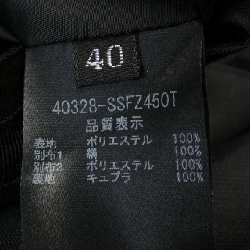 40
40328-SSFZ450T
品質表示
表地 ポリエステル 100%
別布1 絹 100%
別布2 ポリエステル 100%
裏地 キュプラ 100%